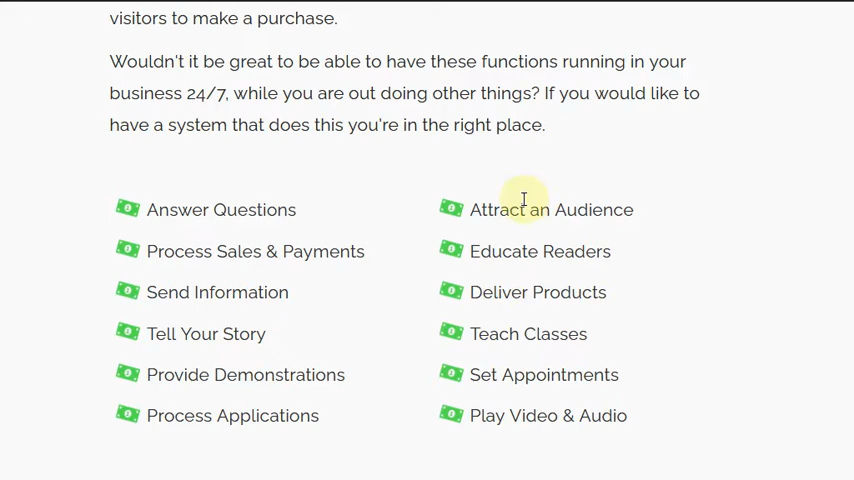 visitors to make a purchase.
Wouldn't it be great to be able to have these functions running in your
business 24/7, while you are out doing other things? If you would like to
have a system that does this you're in the right place.
Answer Questions
Process Sales & Payments
Send Information
Tell Your Story
Provide Demonstrations
Process Applications
Attract an Audience
Educate Readers
Deliver Products
Teach Classes
Set Appointments
Play Video & Audio